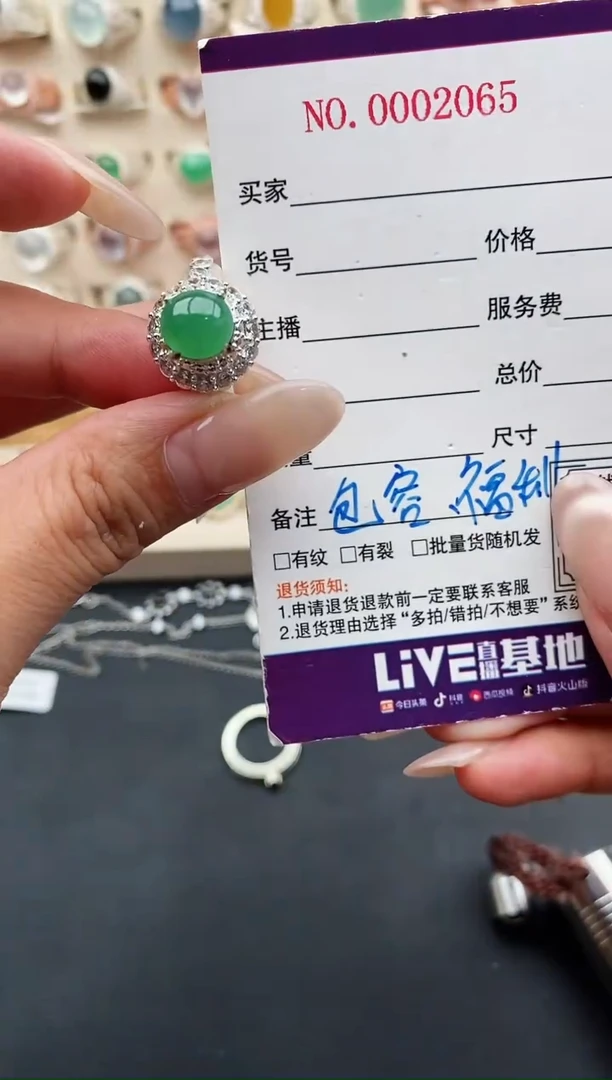 NO.0002065
买家
货号 价格
主播 服务费
总价
量 尺寸
备注 包容 福利
□有纹 □有裂 □批量货随机发
退货须知:
1.申请退货退款前一定要联系客服
2.退货理由选择“多拍/错拍/不想要”系统
LiVE直播基地
今日头条 抖音 西瓜视频 抖音火山版